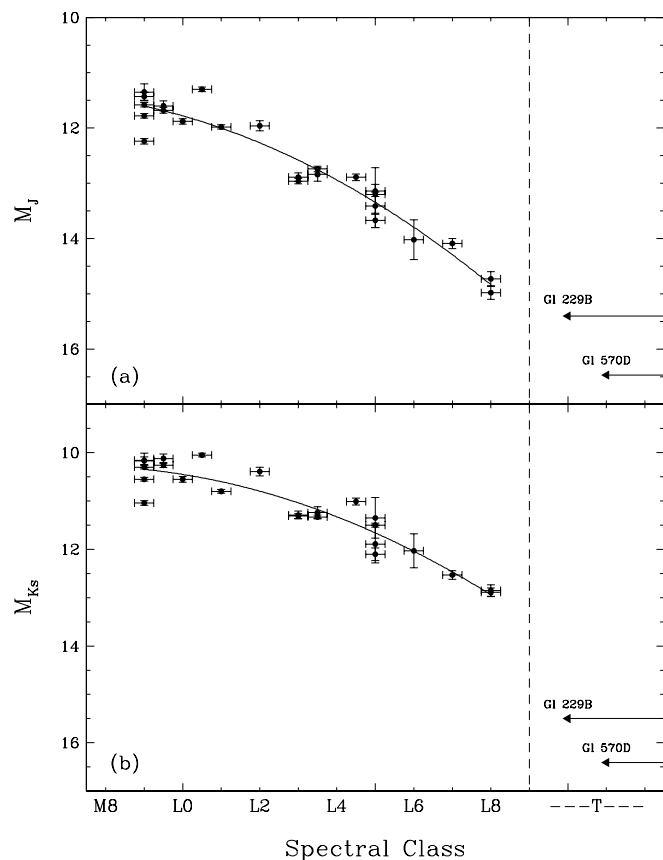 10
12
14
16
M_J
Gl 229B
Gl 570D
(a)
10
12
14
16
M_Ks
Gl 229B
Gl 570D
(b)
M8 L0 L2 L4 L6 L8 ---T---
Spectral Class